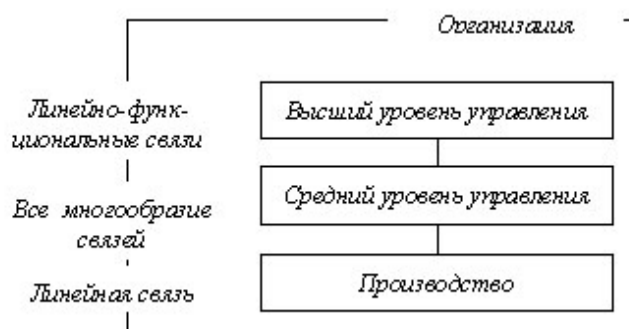 Организация
Линейно-функ-
циональные связи
Высший уровень управления
Все многообразие
связей
Средний уровень управления
Линейная связь
Производство